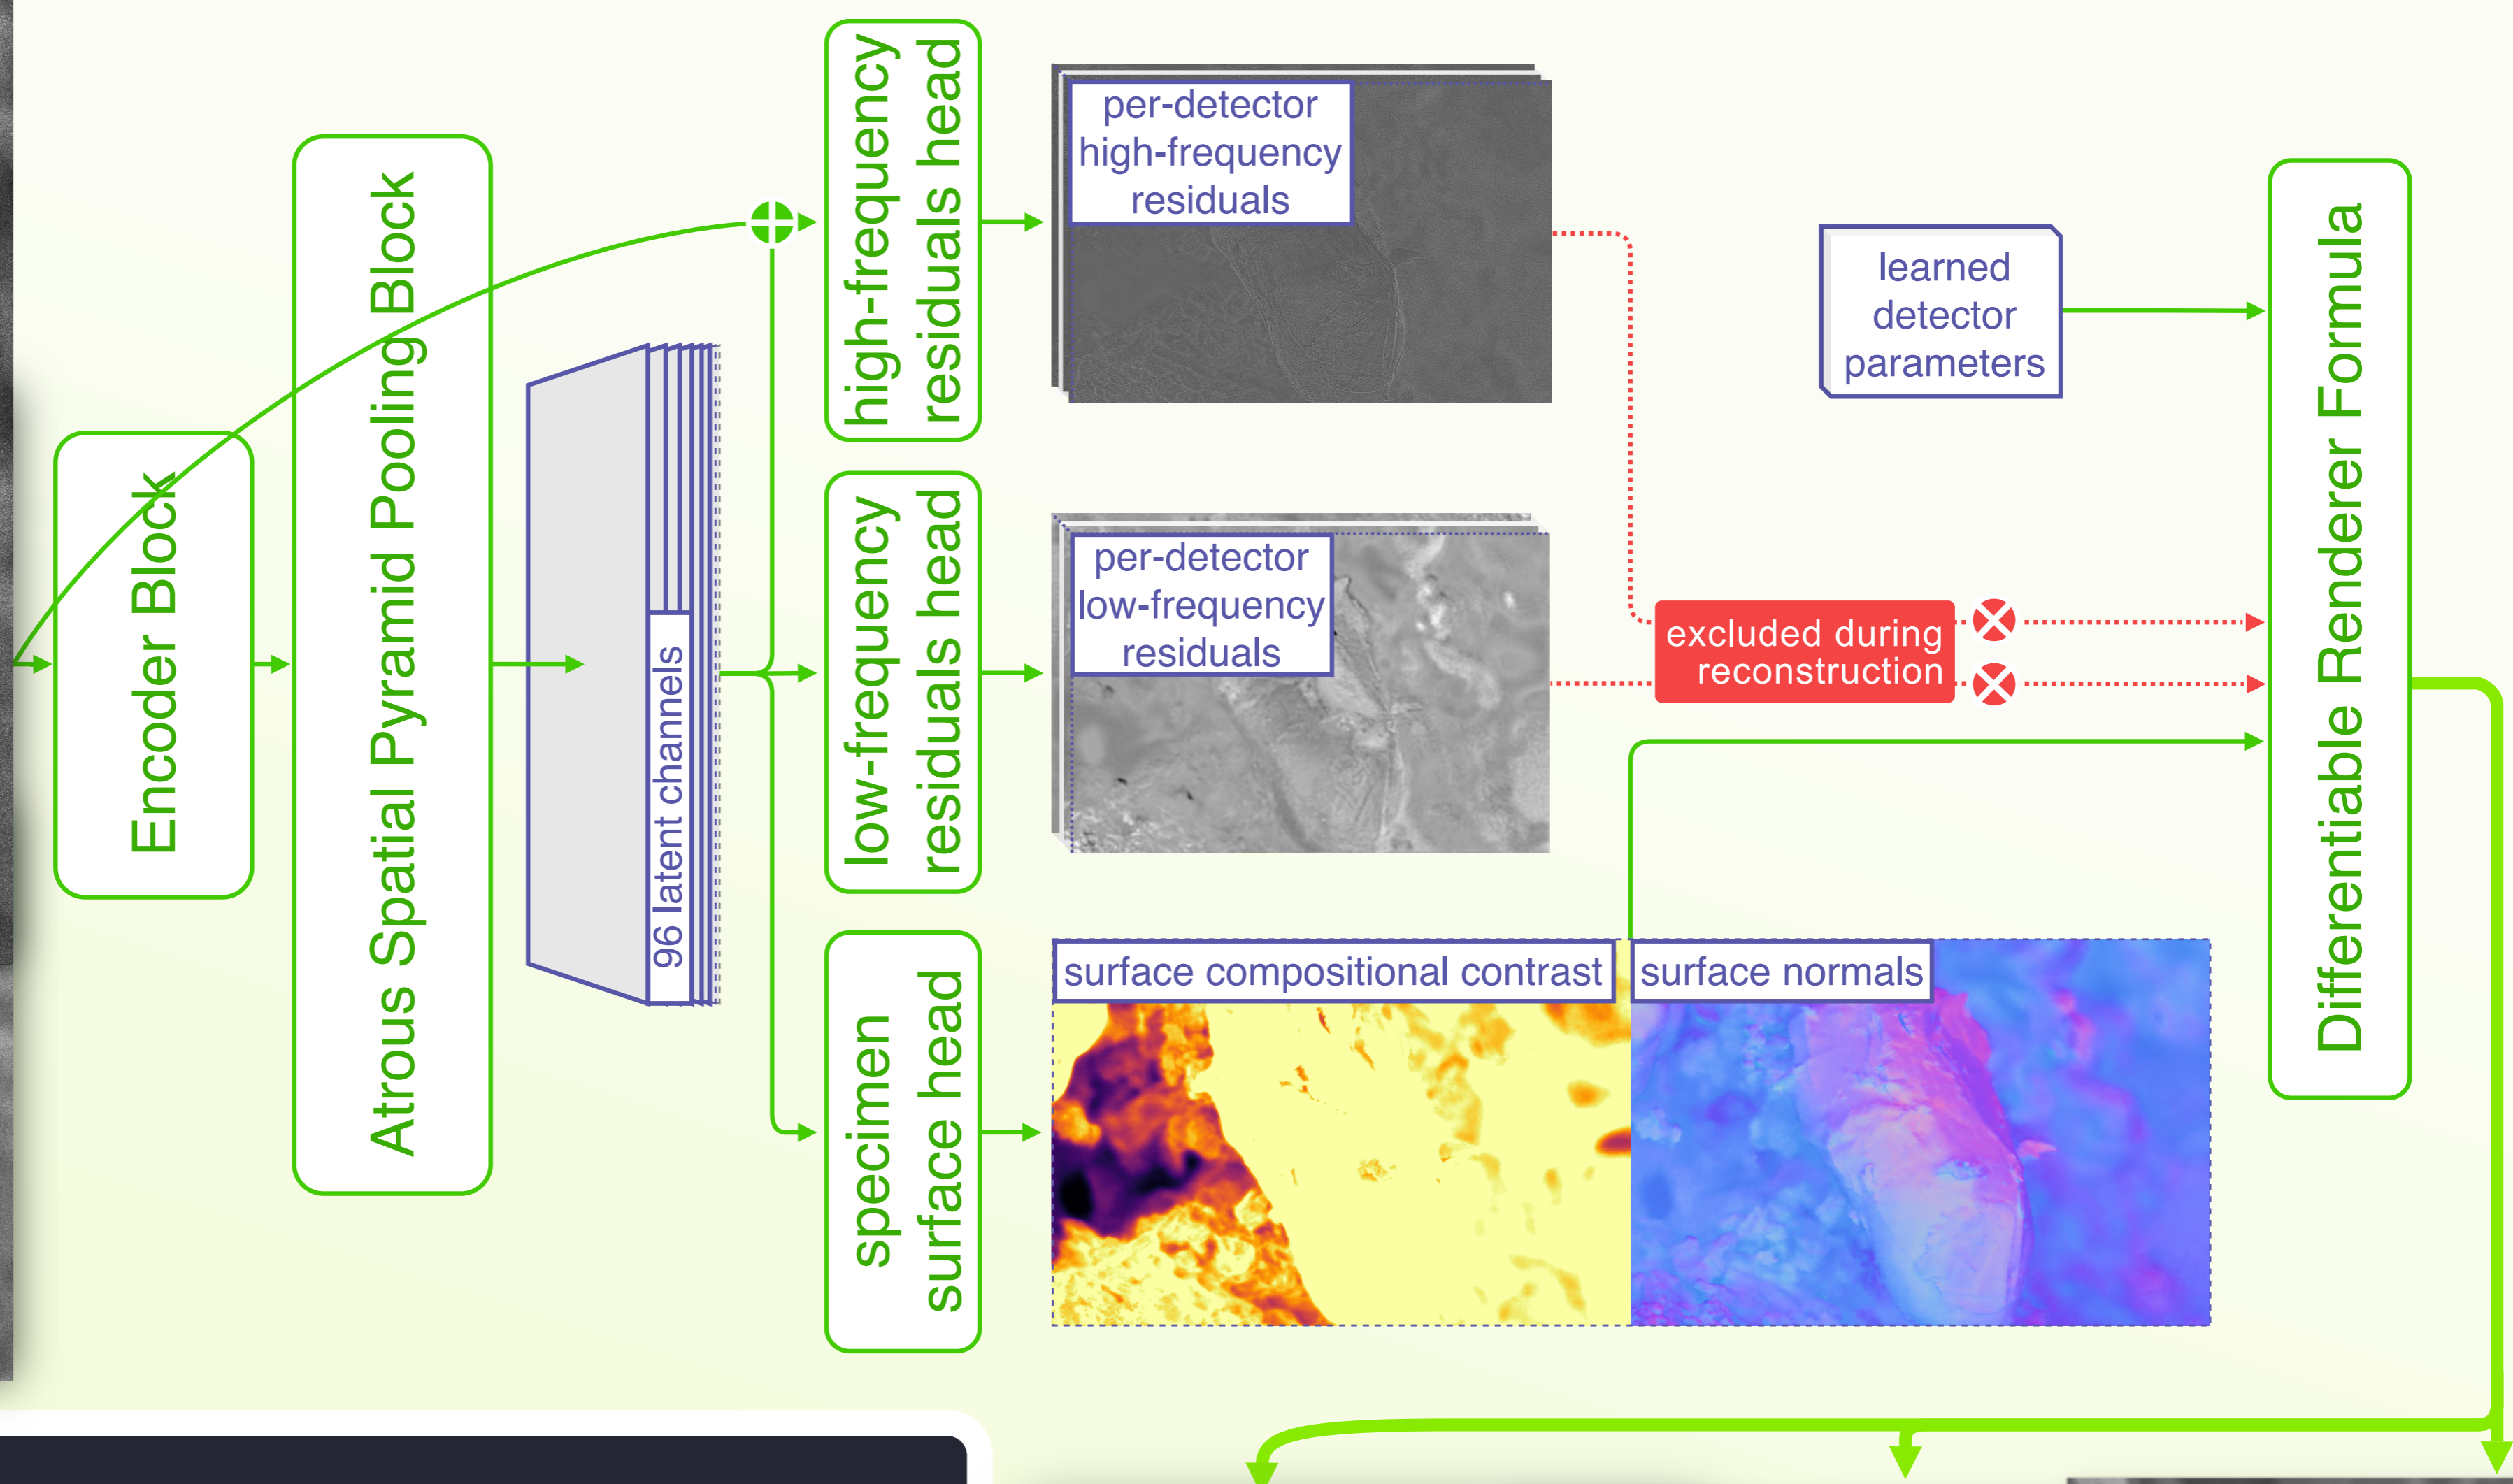 Encoder Block
Atrous Spatial Pyramid Pooling Block
96 latent channels
high-frequency
residuals head
low-frequency
residuals head
specimen
surface head
per-detector
high-frequency
residuals
per-detector
low-frequency
residuals
surface compositional contrast
surface normals
learned
detector
parameters
excluded during
reconstruction
Differentiable Renderer Formula